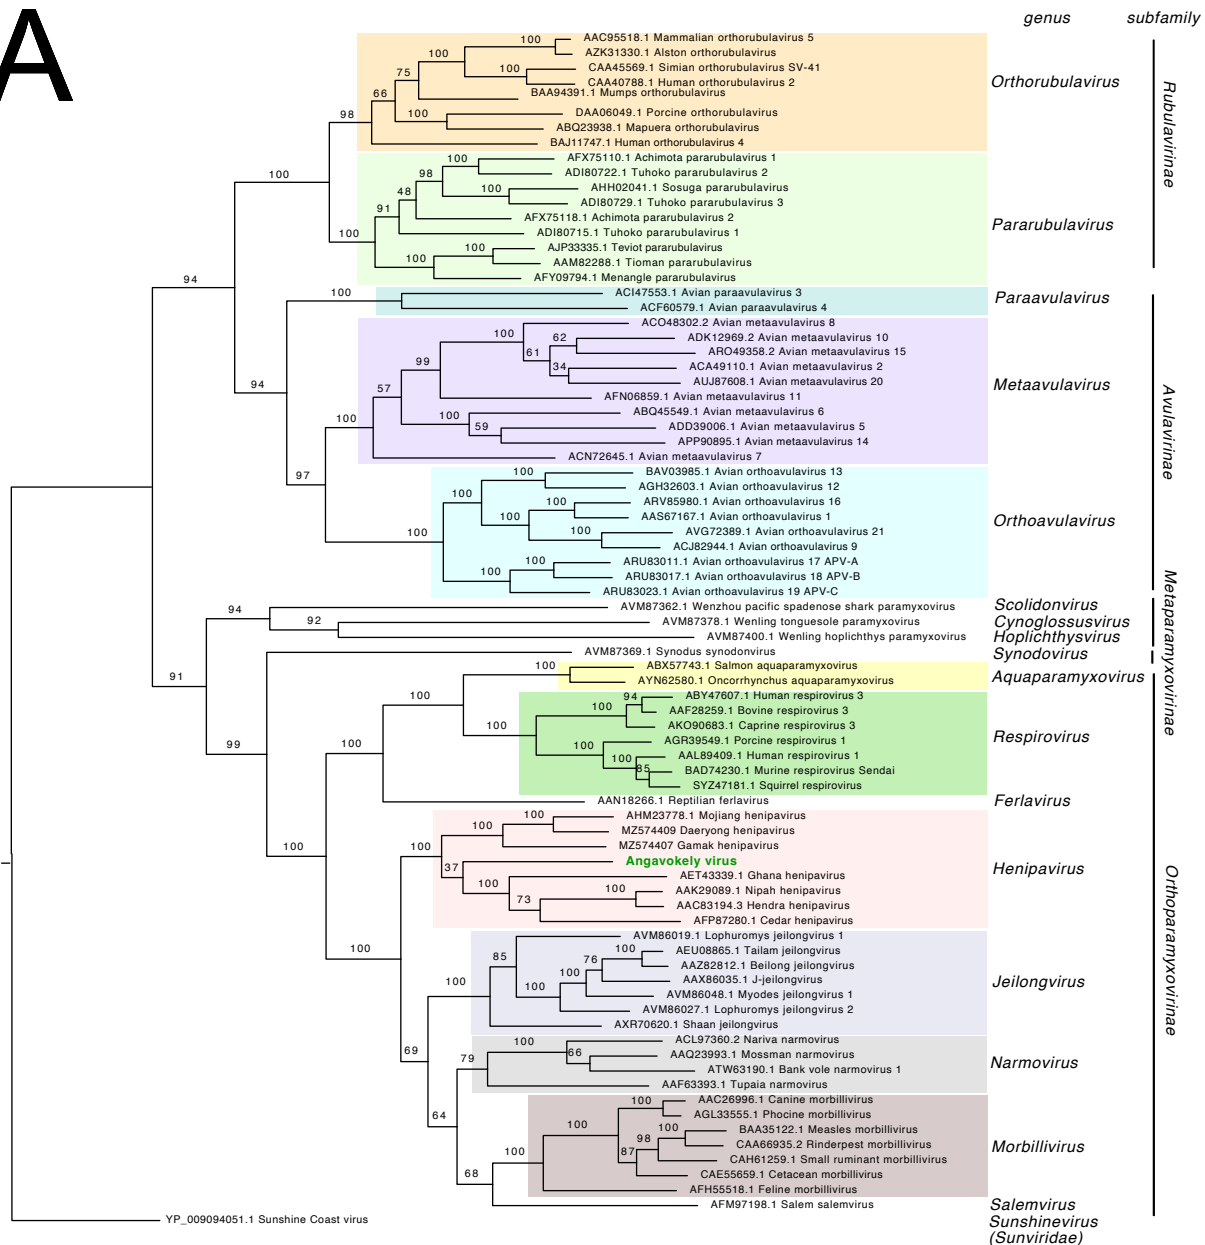 A
genus subfamily
100 AAC95518.1 Mammalian orthorubulavirus 5
100 AZK31330.1 Alston orthorubulavirus
75 100 CAA45569.1 Simian orthorubulavirus SV-41
CAA40788.1 Human orthorubulavirus 2
66 BAA94391.1 Mumps orthorubulavirus
98 100 DAA06049.1 Porcine orthorubulavirus
ABQ23938.1 Mapuera orthorubulavirus
BAJ11747.1 Human orthorubulavirus 4
Orthorubulavirus
Rubulavirinae
100 AFX75110.1 Achimota pararubulavirus 1
98 ADI80722.1 Tuhoko pararubulavirus 2
100 48 100 AHH02041.1 Sosuga pararubulavirus
ADI80729.1 Tuhoko pararubulavirus 3
91 AFX75118.1 Achimota pararubulavirus 2
100 ADI80715.1 Tuhoko pararubulavirus 1
100 AJP33335.1 Teviot pararubulavirus
100 AAM82288.1 Tioman pararubulavirus
AFY09794.1 Menangle pararubulavirus
Pararubulavirus
94 100 ACI47553.1 Avian paraavulavirus 3
ACF60579.1 Avian paraavulavirus 4
Paraavulavirus
ACO48302.2 Avian metaavulavirus 8
100 62 ADK12969.2 Avian metaavulavirus 10
61 ARO49358.2 Avian metaavulavirus 15
99 34 ACA49110.1 Avian metaavulavirus 2
94 57 AUJ87608.1 Avian metaavulavirus 20
AFN06859.1 Avian metaavulavirus 11
100 100 ABQ45549.1 Avian metaavulavirus 6
59 ADD39006.1 Avian metaavulavirus 5
APP90895.1 Avian metaavulavirus 14
ACN72645.1 Avian metaavulavirus 7
Metaavulavirus
Avulavirinae
97 100 BAV03985.1 Avian orthoavulavirus 13
100 AGH32603.1 Avian orthoavulavirus 12
100 ARV85980.1 Avian orthoavulavirus 16
100 AAS67167.1 Avian orthoavulavirus 1
100 100 AVG72389.1 Avian orthoavulavirus 21
ACJ82944.1 Avian orthoavulavirus 9
100 ARU83011.1 Avian orthoavulavirus 17 APV-A
100 ARU83017.1 Avian orthoavulavirus 18 APV-B
ARU83023.1 Avian orthoavulavirus 19 APV-C
Orthoavulavirus
94 AVM87362.1 Wenzhou pacific spadenose shark paramyxovirus Scolidonvirus
92 AVM87378.1 Wenling tonguesole paramyxovirus Cynoglossusvirus
AVM87400.1 Wenling hoplichthys paramyxovirus Hoplichthysvirus
Metaparamyxovirinae
AVM87369.1 Synodus synodonvirus Synodovirus
91 100 ABX57743.1 Salmon aquaparamyxovirus
AYN62580.1 Oncorrhynchus aquaparamyxovirus
Aquaparamyxovirus
100 94 ABY47607.1 Human respirovirus 3
100 AAF28259.1 Bovine respirovirus 3
100 AKO90683.1 Caprine respirovirus 3
99 100 100 AGR39549.1 Porcine respirovirus 1
100 AAL89409.1 Human respirovirus 1
85 BAD74230.1 Murine respirovirus Sendai
SYZ47181.1 Squirrel respirovirus
Respirovirus
AAN18266.1 Reptilian ferlavirus Ferlavirus
100 AHM23778.1 Mojiang henipavirus
100 MZ574409 Daeryong henipavirus
100 100 MZ574407 Gamak henipavirus
37 Angavokely virus
AET43339.1 Ghana henipavirus
100 100 AAK29089.1 Nipah henipavirus
73 AAC83194.3 Hendra henipavirus
AFP87280.1 Cedar henipavirus
Henipavirus
Orthoparamyxovirinae
AVM86019.1 Lophuromys jeilongvirus 1
100 85 100 AEU08865.1 Tailam jeilongvirus
76 AAZ82812.1 Beilong jeilongvirus
100 100 AAX86035.1 J-jeilongvirus
100 AVM86048.1 Myodes jeilongvirus 1
AVM86027.1 Lophuromys jeilongvirus 2
AXR70620.1 Shaan jeilongvirus
Jeilongvirus
69 100 ACL97360.2 Nariva narmovirus
79 66 AAQ23993.1 Mossman narmovirus
ATW63190.1 Bank vole narmovirus 1
AAF63393.1 Tupaia narmovirus
Narmovirus
100 AAC26996.1 Canine morbillivirus
64 AGL33555.1 Phocine morbillivirus
100 100 BAA35122.1 Measles morbillivirus
98 CAA66935.2 Rinderpest morbillivirus
100 87 CAH61259.1 Small ruminant morbillivirus
68 CAE55659.1 Cetacean morbillivirus
AFH55518.1 Feline morbillivirus
Morbillivirus
AFM97198.1 Salem salemvirus Salemvirus
YP_009094051.1 Sunshine Coast virus Sunshinevirus
(Sunviridae)